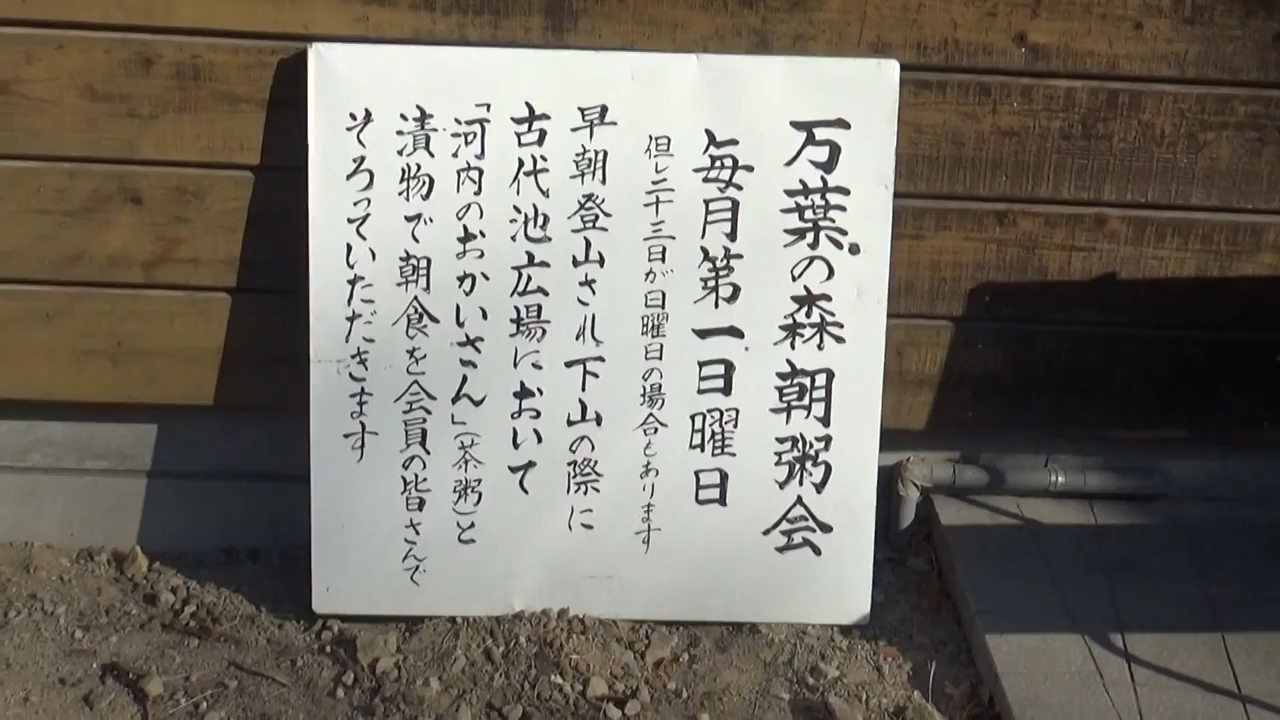 万葉の森朝粥会
毎月第一日曜日
但し二十三日が日曜日の場合もあります
早朝登山され下山の際に
古代池広場において
「河内のおかいさん」(茶粥)と
漬物で朝食を会員の皆さんで
そろっていただきます